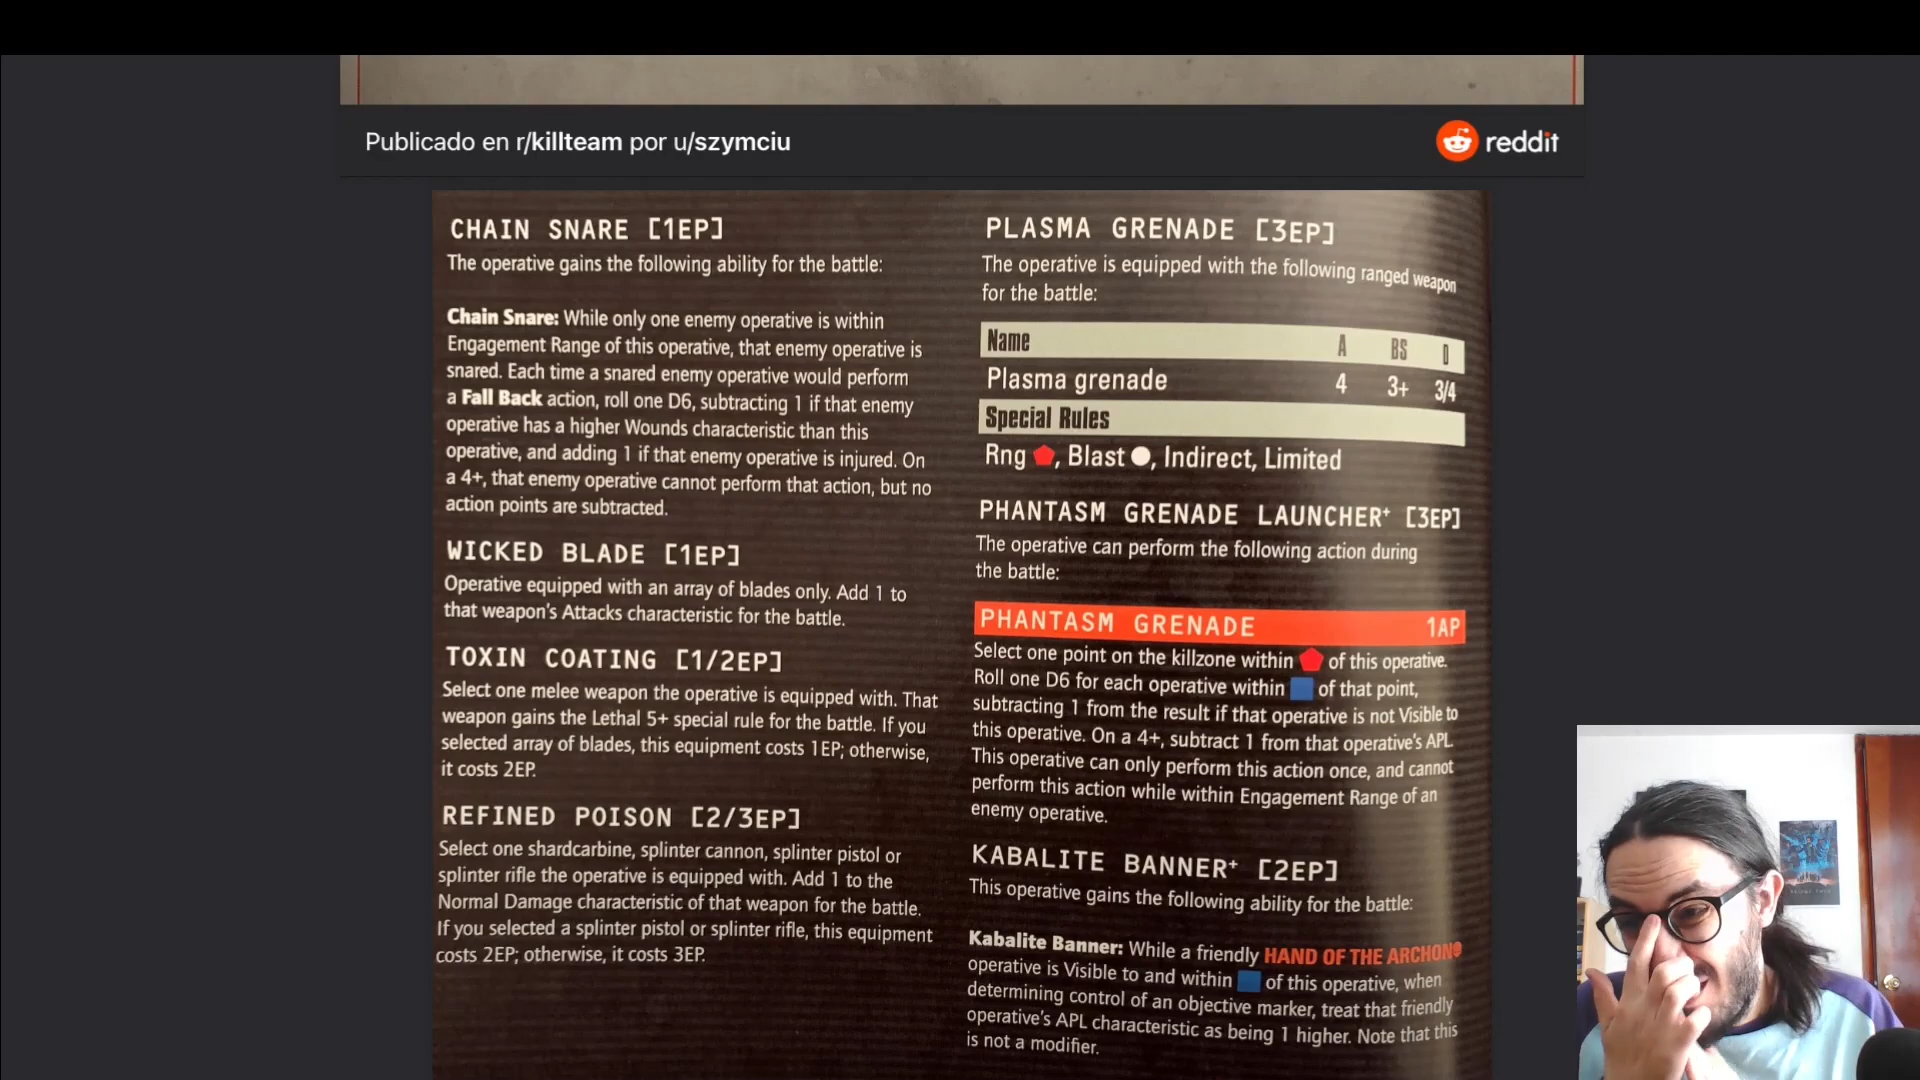 Publicado en r/killteam por u/szymciu
reddit
CHAIN SNARE [1EP]
The operative gains the following ability for the battle:
Chain Snare: While only one enemy operative is within
Engagement Range of this operative, that enemy operative is
snared. Each time a snared enemy operative would perform
a Fall Back action, roll one D6, subtracting 1 if that enemy
operative has a higher Wounds characteristic than this
operative, and adding 1 if that enemy operative is injured. On
a 4+, that enemy operative cannot perform that action, but no
action points are subtracted.
WICKED BLADE [1EP]
Operative equipped with an array of blades only. Add 1 to
that weapon's Attacks characteristic for the battle.
TOXIN COATING [1/2EP]
Select one melee weapon the operative is equipped with. That
weapon gains the Lethal 5+ special rule for the battle. If you
selected array of blades, this equipment costs 1EP; otherwise,
it costs 2EP.
REFINED POISON [2/3EP]
Select one shardcarbine, splinter cannon, splinter pistol or
splinter rifle the operative is equipped with. Add 1 to the
Normal Damage characteristic of that weapon for the battle.
If you selected a splinter pistol or splinter rifle, this equipment
costs 2EP; otherwise, it costs 3EP.
PLASMA GRENADE [3EP]
The operative is equipped with the following ranged weapon
for the battle:
Name A BS D
Plasma grenade 4 3+ 3/4
Special Rules
Rng , Blast , Indirect, Limited
PHANTASM GRENADE LAUNCHER+ [3EP]
The operative can perform the following action during
the battle:
PHANTASM GRENADE 1AP
Select one point on the killzone within of this operative.
Roll one D6 for each operative within of that point,
subtracting 1 from the result if that operative is not Visible to
this operative. On a 4+, subtract 1 from that operative's APL.
This operative can only perform this action once, and cannot
perform this action while within Engagement Range of an
enemy operative.
KABALITE BANNER+ [2EP]
This operative gains the following ability for the battle:
Kabalite Banner: While a friendly HAND OF THE ARCHON
operative is Visible to and within of this operative, when
determining control of an objective marker, treat that friendly
operative's APL characteristic as being 1 higher. Note that this
is not a modifier.